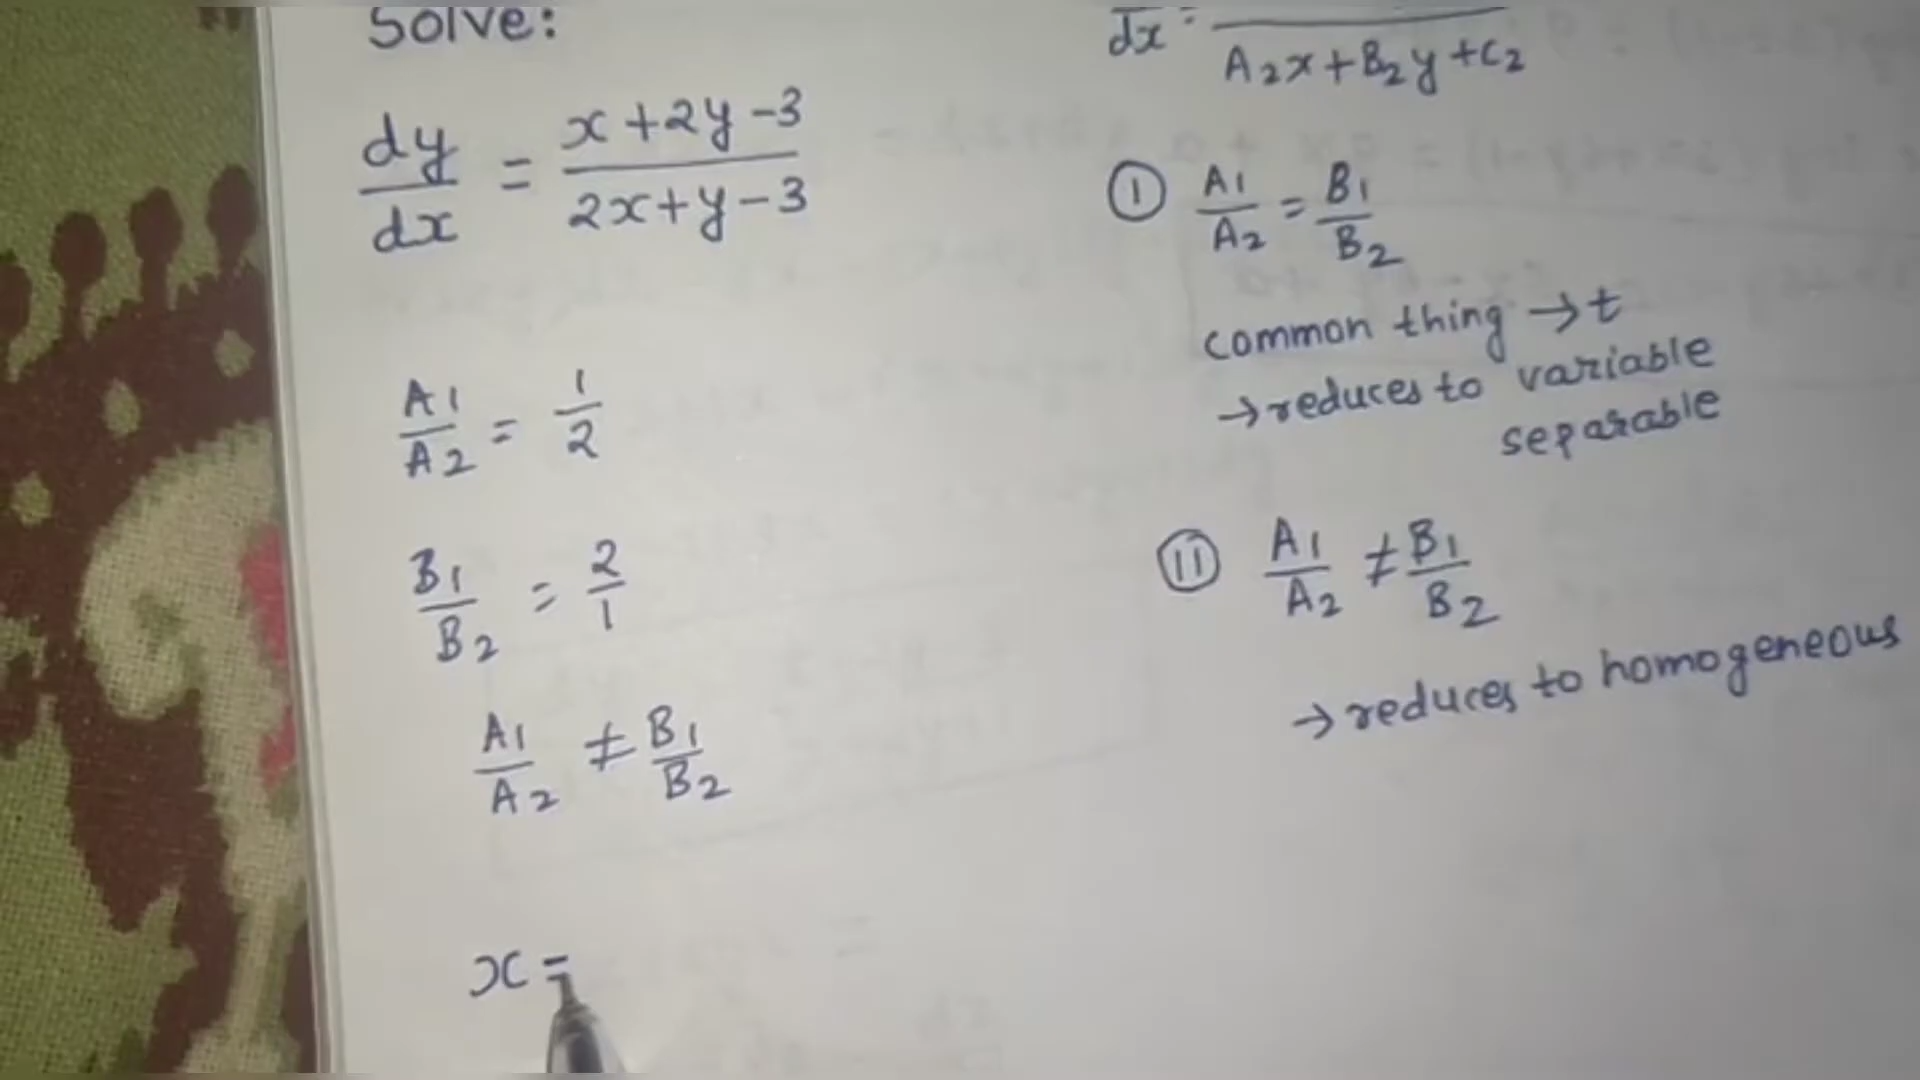 Solve:
dy/dx = x+2y-3/2x+y-3
A1/A2 = 1/2
B1/B2 = 2/1
A1/A2 ≠ B1/B2
x =
dx
A2x+B2y+C2
① A1/A2 = B1/B2
common thing → t
→ reduces to variable
separable
Ⓘ︎Ⓘ A1/A2 ≠ B1/B2
→ reduces to homogeneous